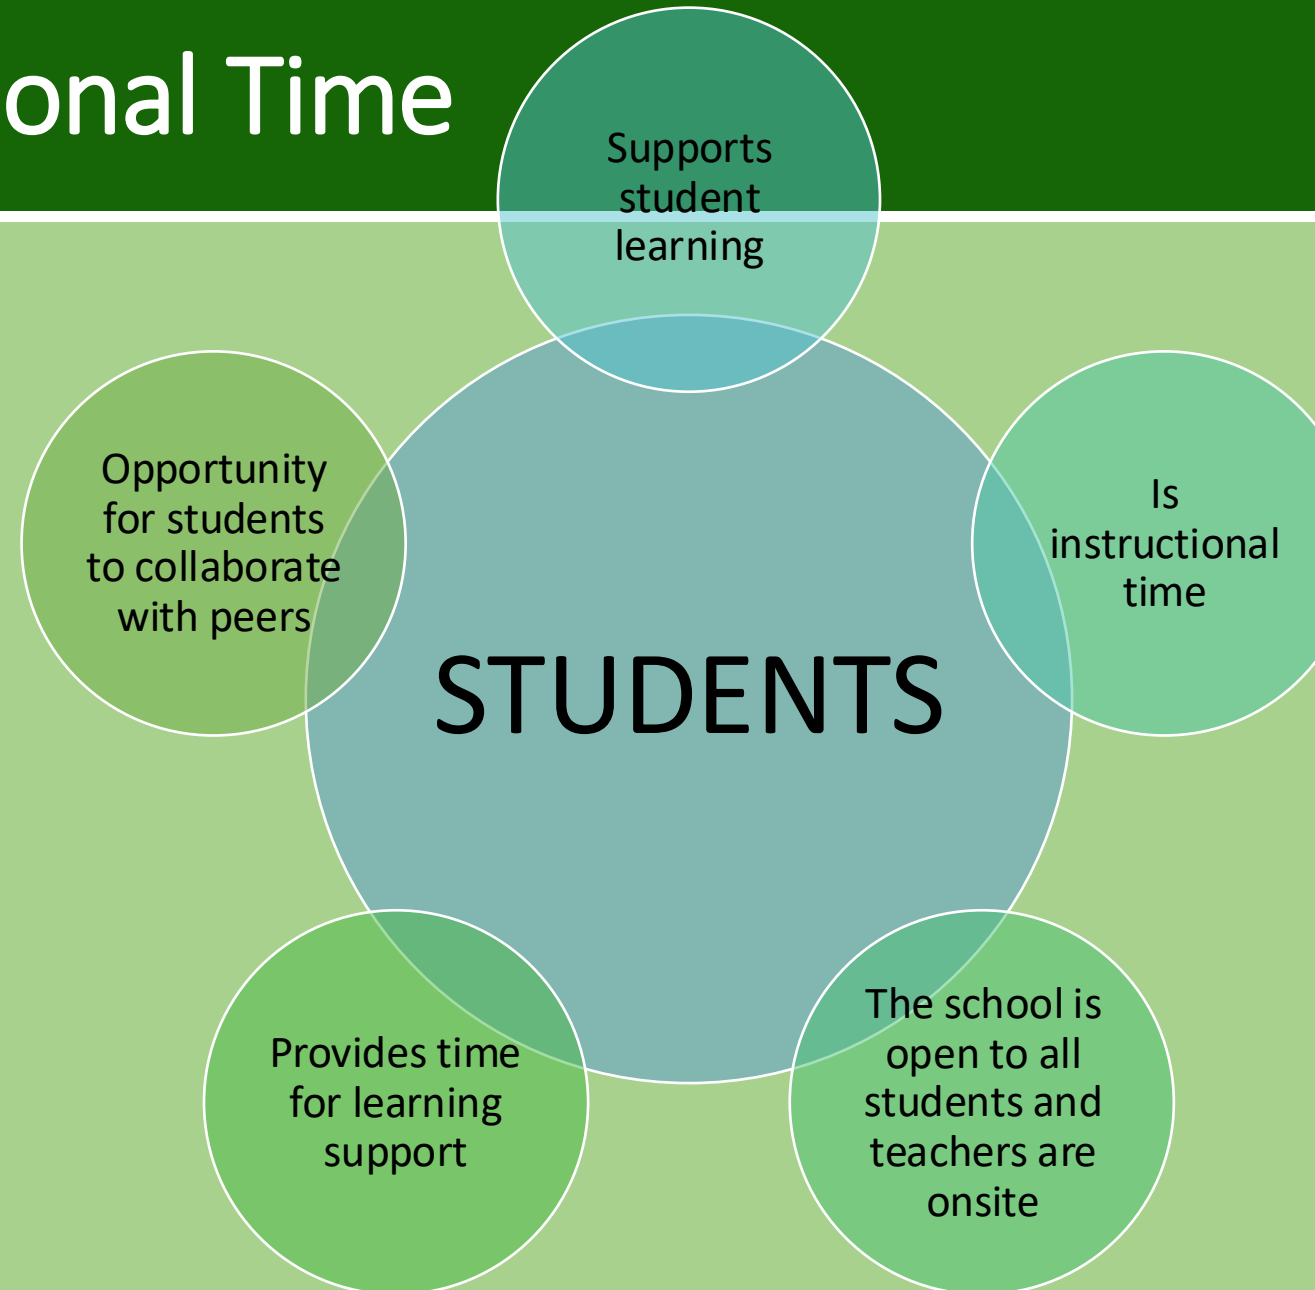 onal Time
Supports
student
learning
Opportunity
for students
to collaborate
with peers
Is
instructional
time
STUDENTS
Provides time
for learning
support
The school is
open to all
students and
teachers are
onsite